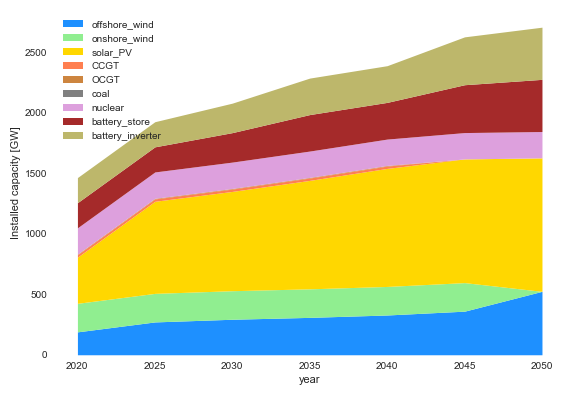 offshore_wind
onshore_wind
solar_PV
CCGT
OCGT
coal
nuclear
battery_store
battery_inverter
Installed capacity [GW]
2500
2000
1500
1000
500
0
2020 2025 2030 2035 2040 2045 2050
year